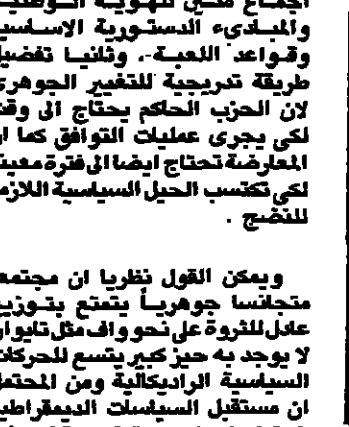 اجماع للهوية الوطنية
والمبادىء الدستورية الاساسية
وقواعد اللعبة-. وثانيا تفضيل
طريقة تدريجية للتغيير الجوهرى
لان الحزب الحاكم يحتاج الى وقت
لكى يجرى عمليات التوافق كما ان
المعارضة تحتاج ايضا الى فترة معينة
لكى تكتسب الحيل السياسية اللازمة
للنضج .
ويمكن القول نظريا ان مجتمعا
متجانسا جوهرياً يتمتع بتوزيع
عادل للثروة على نحو واف مثل تايوان
لا يوجد به حيز كبير يتسع للحركات
السياسية الراديكالية ومن المحتمل
ان مستقبل السياسات الديمقراطية